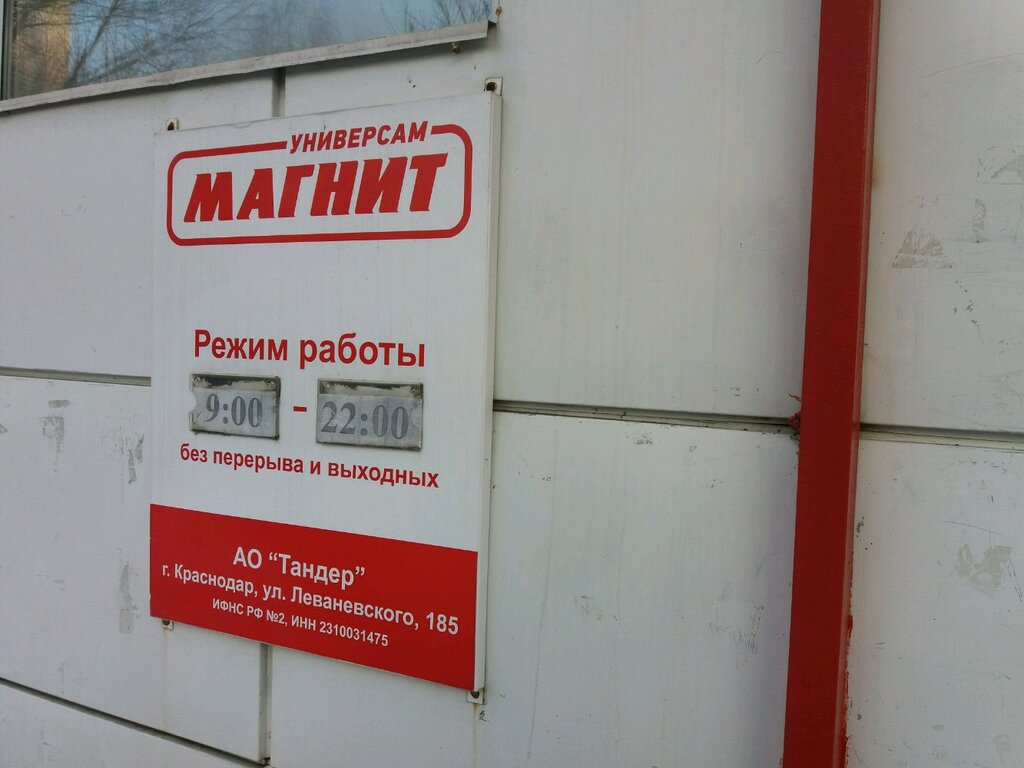 УНИВЕРСАМ
МАГНИТ
Режим работы
9:00 - 22:00
без перерыва и выходных
АО “Тандер”
г. Краснодар, ул. Леваневского, 185
ИФНС РФ №2, ИНН 2310031475